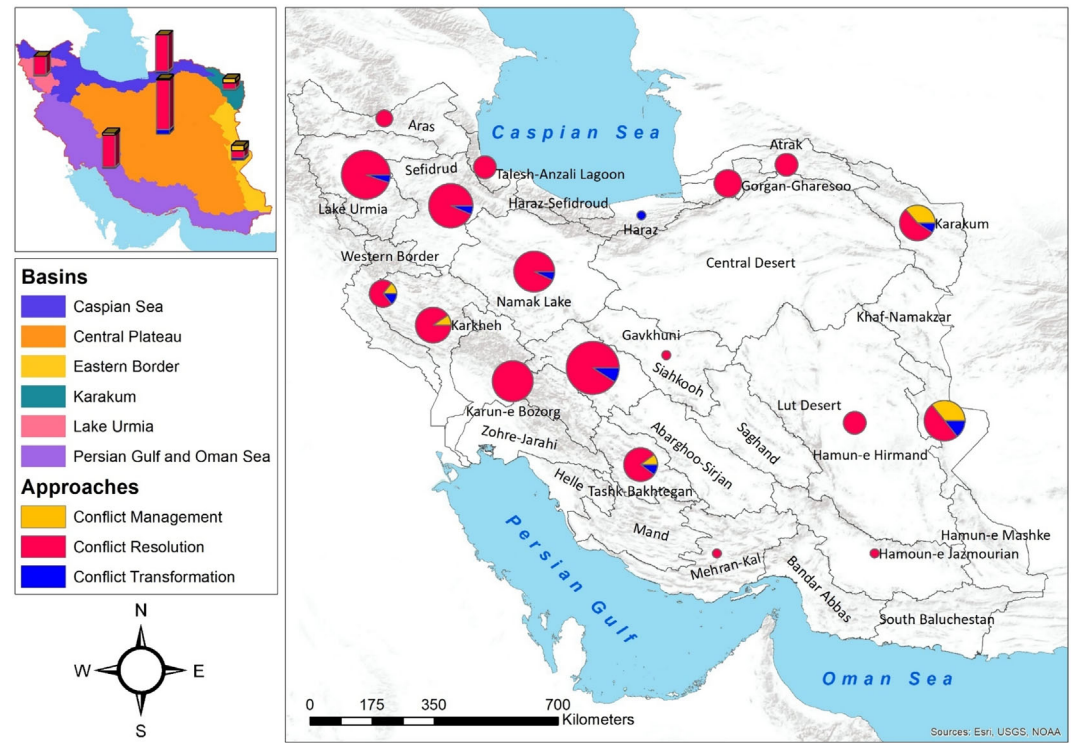 Basins
Caspian Sea
Central Plateau
Eastern Border
Karakum
Lake Urmia
Persian Gulf and Oman Sea
Approaches
Conflict Management
Conflict Resolution
Conflict Transformation
N
W
E
S
Caspian Sea
Aras
Sefidrud
Talesh-Anzali Lagoon
Atrak
Gorgan-Gharesoo
Lake Urmia
Haraz-Sefidroud
Haraz
Karakum
Western Border
Central Desert
Namak Lake
Khaf-Namakzar
Karkheh
Gavkhuni
Siahkooh
Karun-e Bozorg
Lut Desert
Zohre-Jarahi
Abarghoo-Sirjan
Saghand
Hamun-e Hirmand
Helle
Tashk-Bakhtegan
Mand
Hamun-e Mashke
Hamoun-e Jazmourian
Mehran-Kal
Bandar Abbas
South Baluchestan
Persian Gulf
Oman Sea
0 175 350 700
Kilometers
Sources: Esri, USGS, NOAA